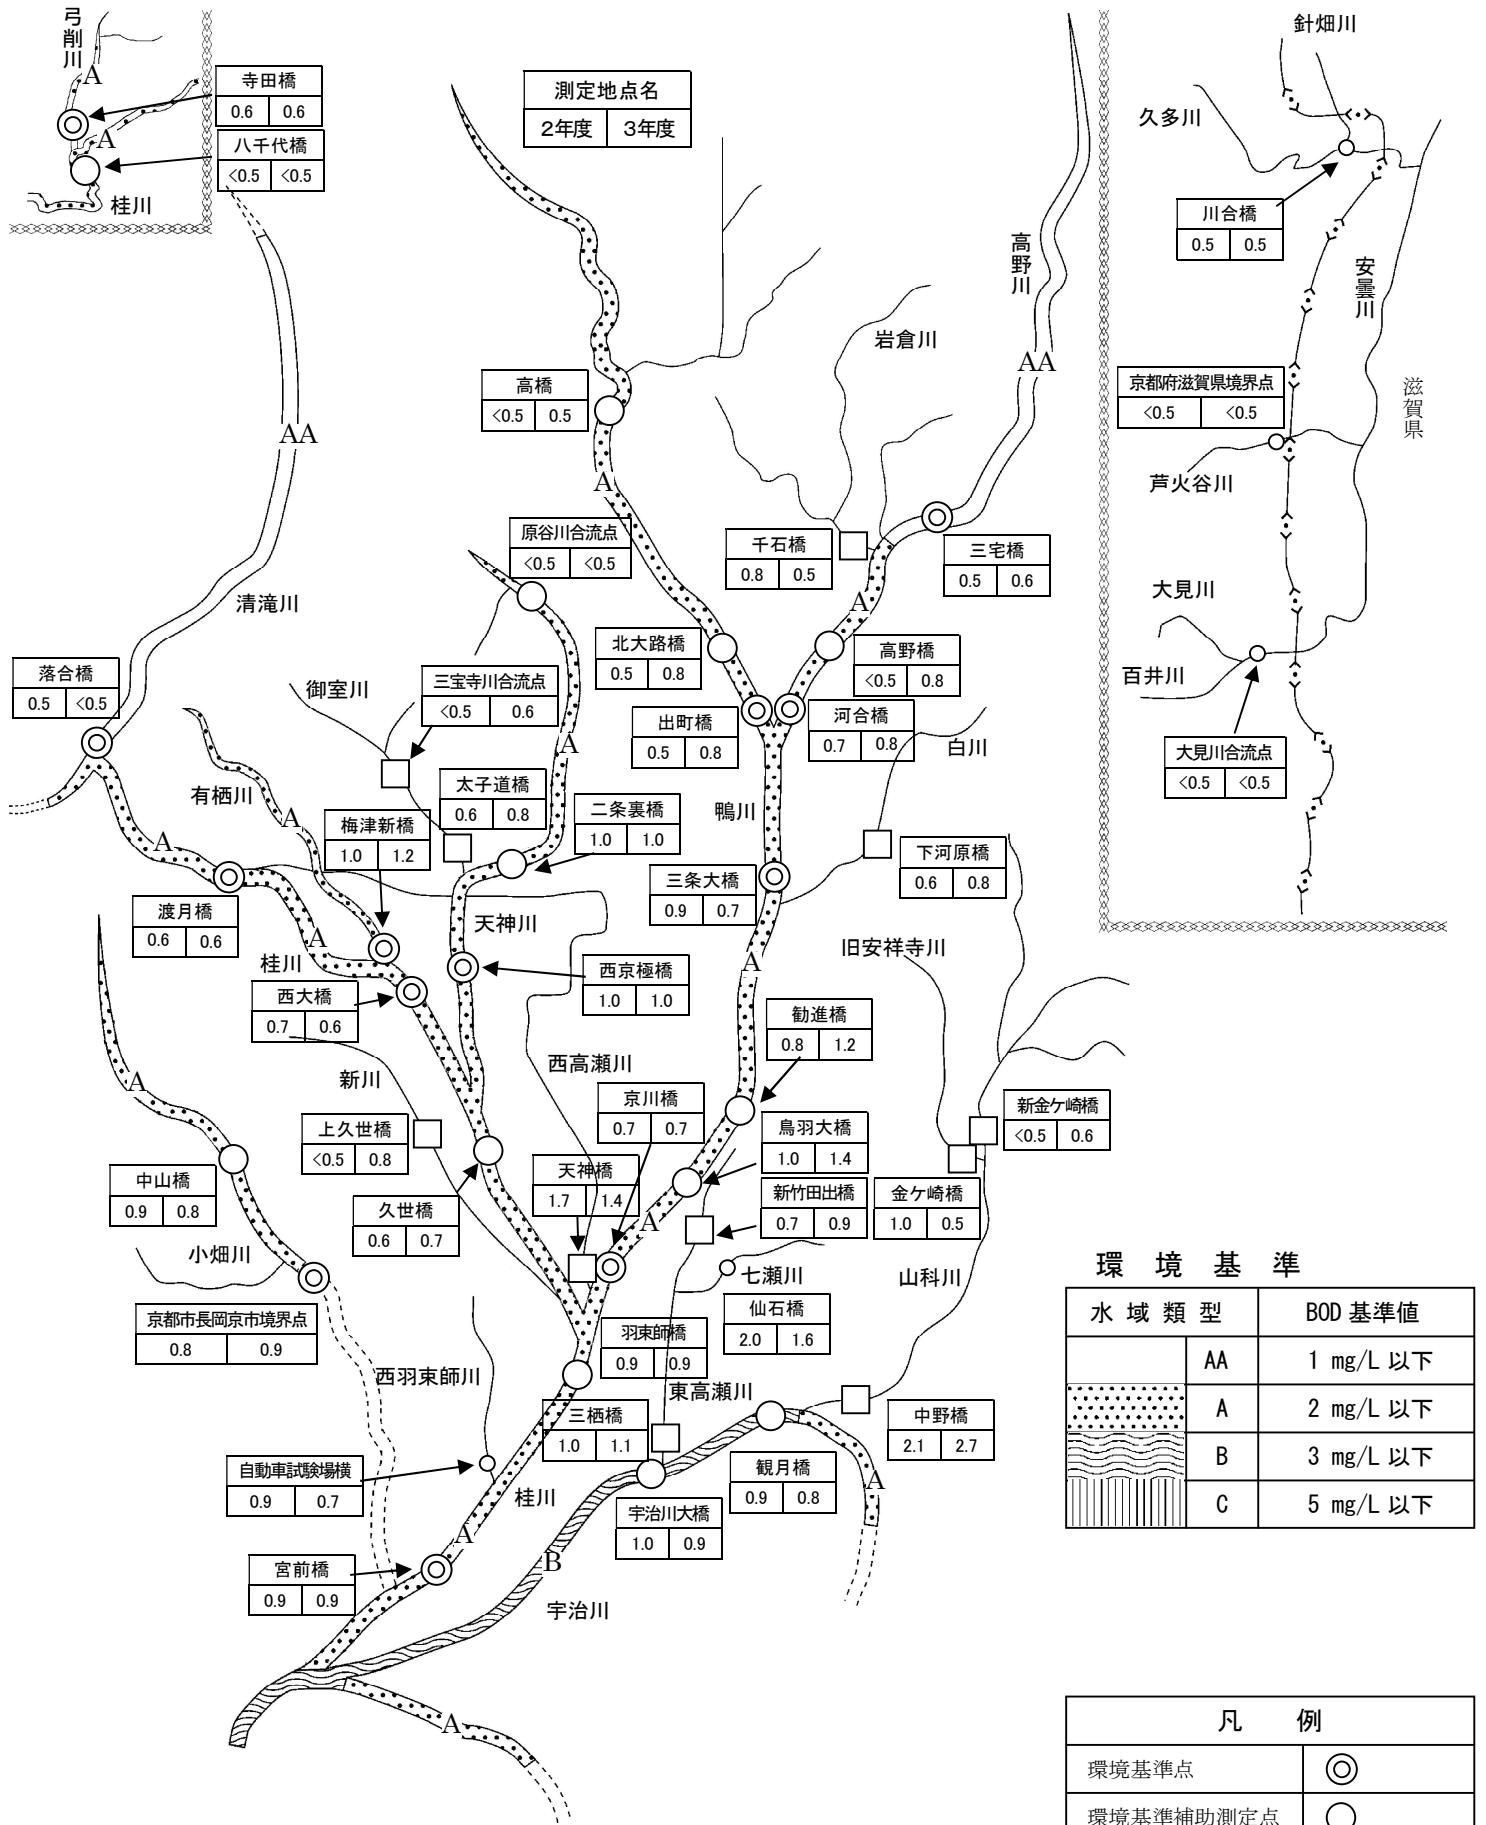 弓削川
A
寺田橋
0.6 0.6
A
八千代橋
<0.5 <0.5
桂川
測定地点名
2年度 3年度
針畑川
久多川
川合橋
0.5 0.5
安曇川
滋賀県
京都府滋賀県境界点
<0.5 <0.5
芦火谷川
大見川
百井川
大見川合流点
<0.5 <0.5
高野川
AA
岩倉川
高橋
<0.5 0.5
A
AA
清滝川
原谷川合流点
<0.5 <0.5
千石橋
0.8 0.5
三宅橋
0.5 0.6
A
北大路橋
0.5 0.8
高野橋
<0.5 0.8
落合橋
0.5 <0.5
御室川
三宝寺川合流点
<0.5 0.6
出町橋
0.5 0.8
河合橋
0.7 0.8
白川
A
有栖川
A
太子道橋
0.6 0.8
二条裏橋
1.0 1.0
鴨川
梅津新橋
1.0 1.2
A
下河原橋
0.6 0.8
三条大橋
0.9 0.7
渡月橋
0.6 0.6
天神川
旧安祥寺川
A
桂川
西京極橋
1.0 1.0
A
西大橋
0.7 0.6
勧進橋
0.8 1.2
新川
西高瀬川
A
京川橋
0.7 0.7
新金ケ崎橋
<0.5 0.6
上久世橋
<0.5 0.8
鳥羽大橋
1.0 1.4
中山橋
0.9 0.8
天神橋
1.7 1.4
新竹田出橋
0.7 0.9
金ケ崎橋
1.0 0.5
久世橋
0.6 0.7
A
小畑川
七瀬川
山科川
仙石橋
2.0 1.6
京都市長岡京市境界点
0.8 0.9
羽束師橋
0.9 0.9
西羽束師川
東高瀬川
三栖橋
1.0 1.1
中野橋
2.1 2.7
自動車試験場横
0.9 0.7
観月橋
0.9 0.8
A
桂川
宇治川大橋
1.0 0.9
A
B
宮前橋
0.9 0.9
宇治川
A
環境基準
水域類型 BOD基準値
AA 1 mg/L 以下
A 2 mg/L 以下
B 3 mg/L 以下
C 5 mg/L 以下
凡例
環境基準点
環境基準補助測定点